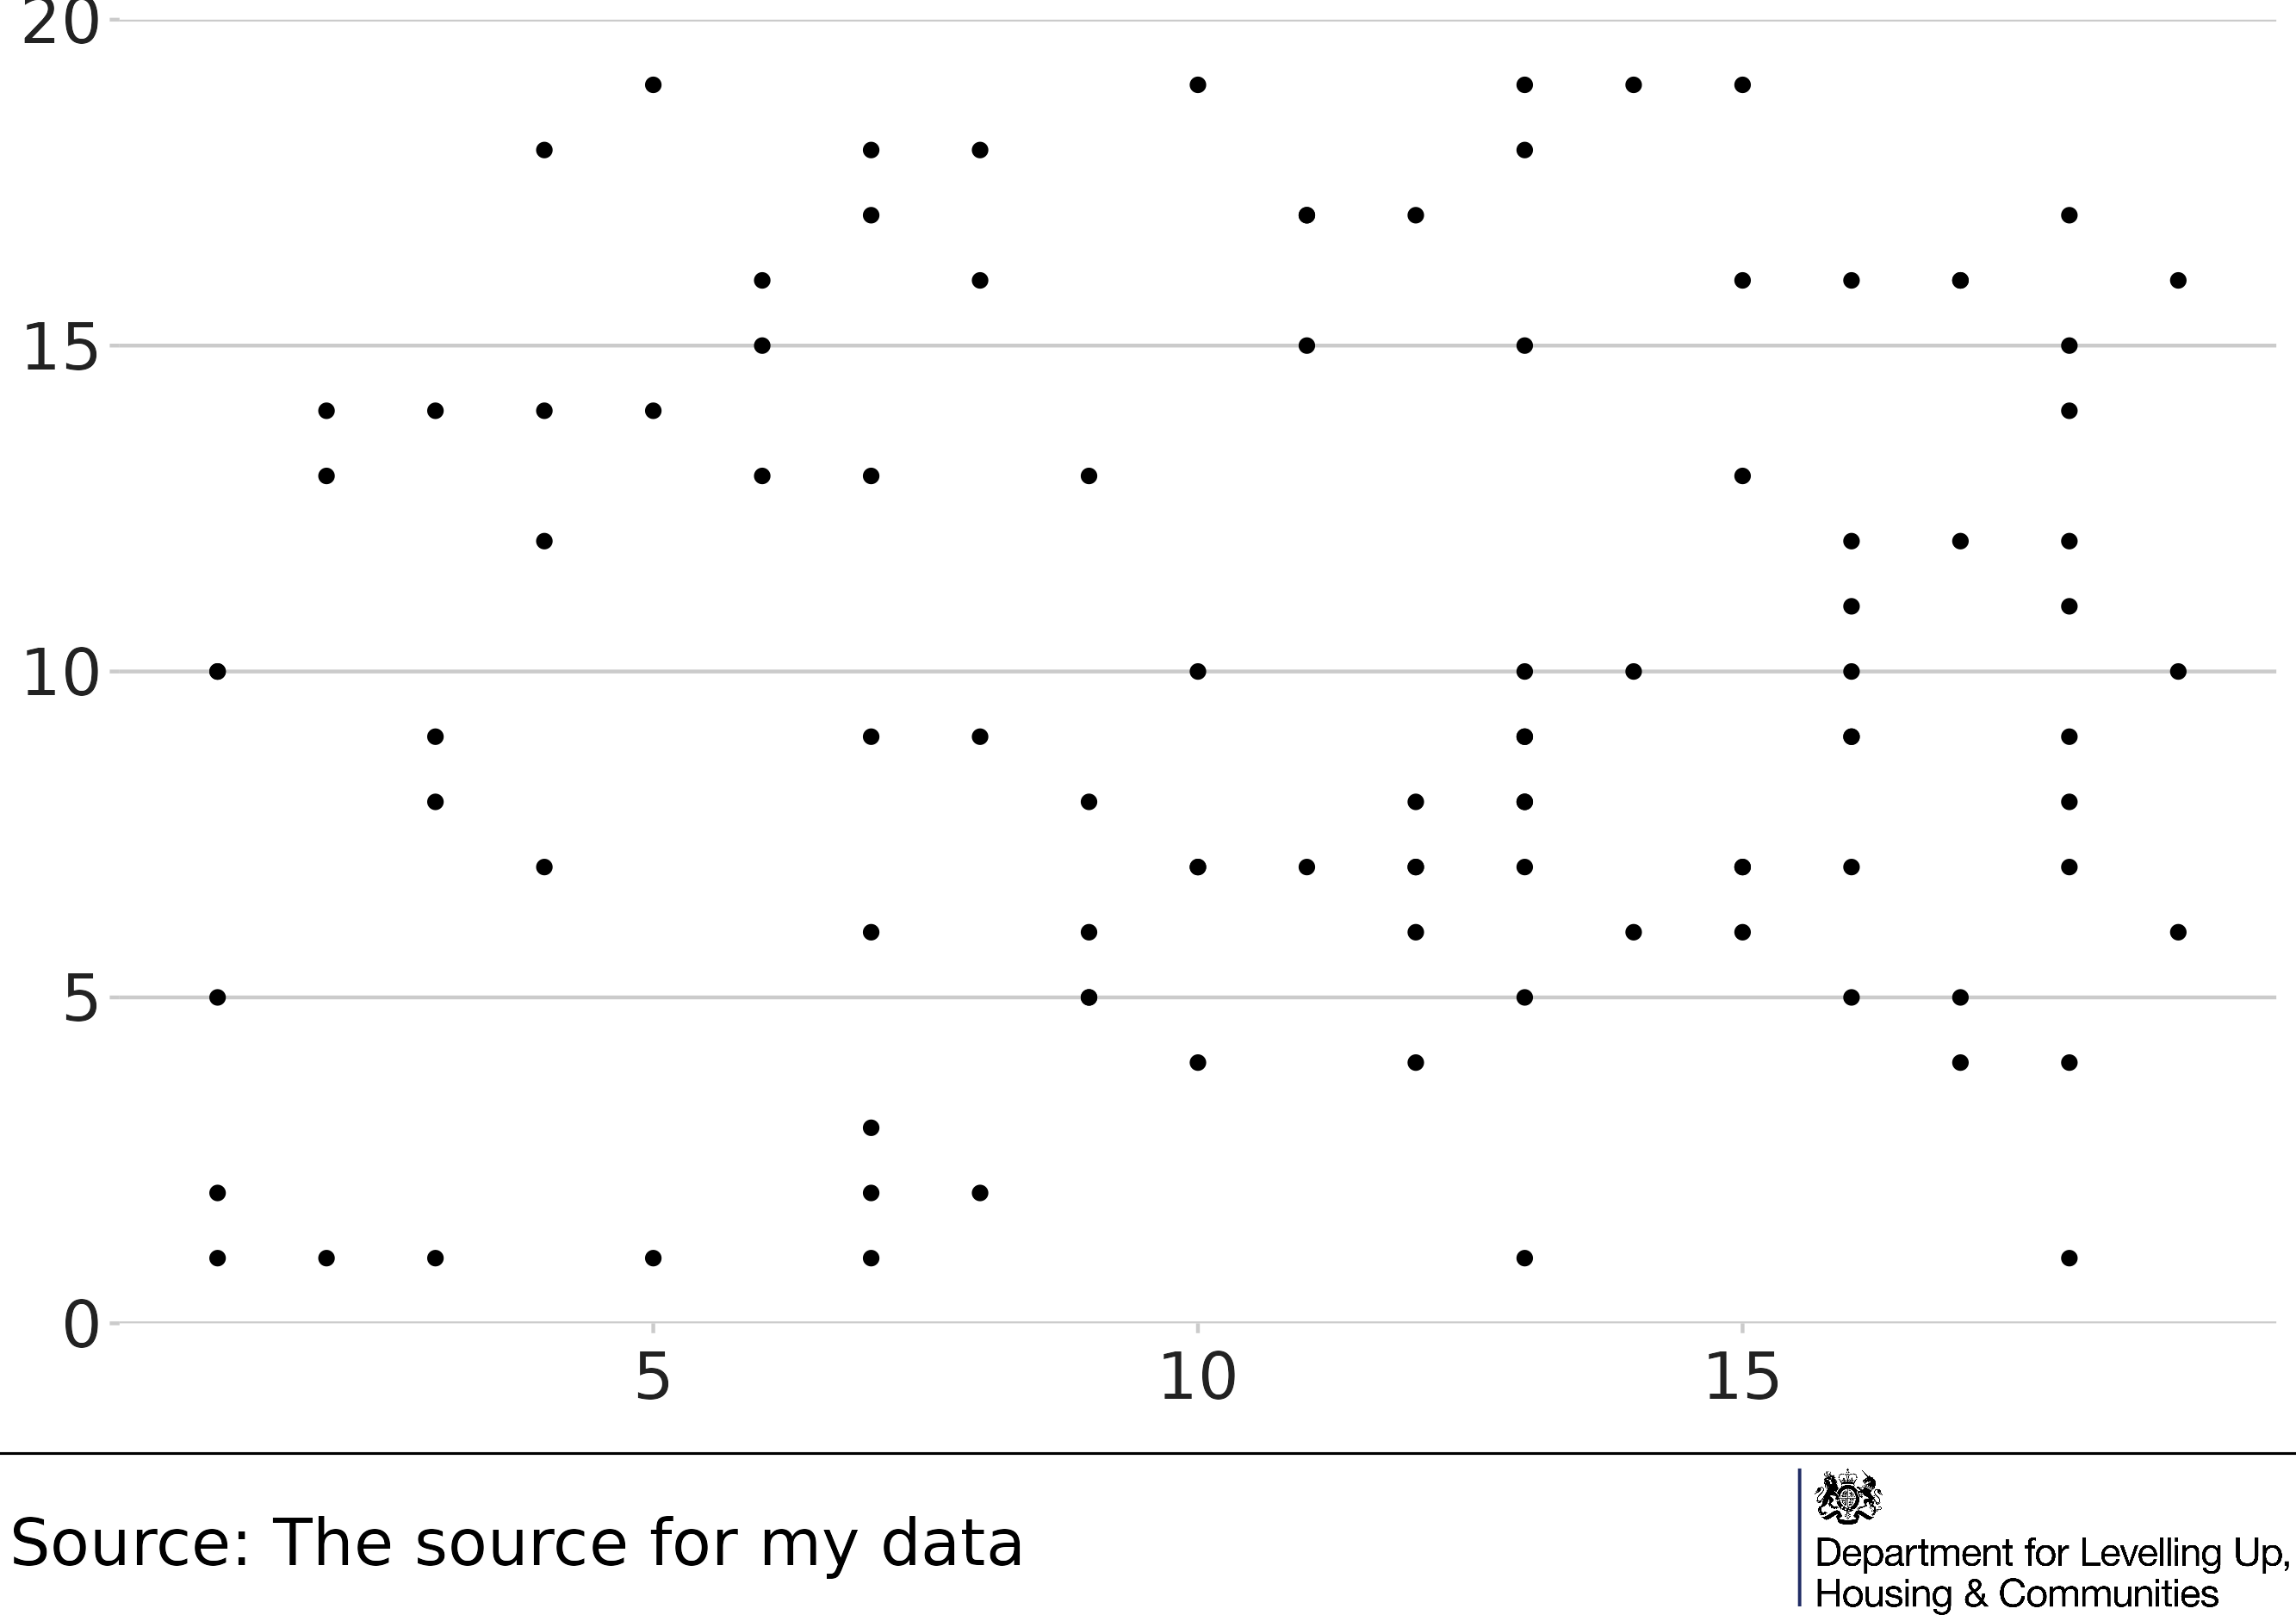 20
15
10
5
0
5 10 15
Source: The source for my data
Department for Levelling Up,
Housing & Communities